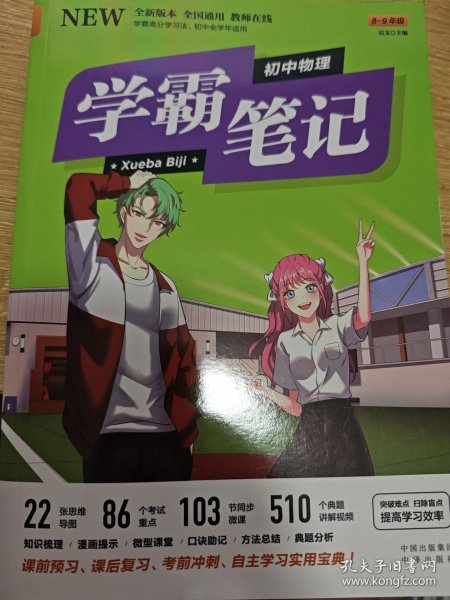 NEW 全新版本 全国通用 教师在线
学霸高分学习法，初中全学年适用
8-9年级
启文◎主编
初中物理
学霸
笔记
★ Xueba Biji ★
22 张思维导图
86 个考试重点
103 节同步微课
510 个典题讲解视频
突破难点 扫除盲点
提高学习效率
知识梳理 / 漫画提示 / 微型课堂 / 口诀助记 / 方法总结 / 典题分析
课前预习、课后复习、考前冲刺、自主学习实用宝典！
中国出版集团
孔夫子旧书网